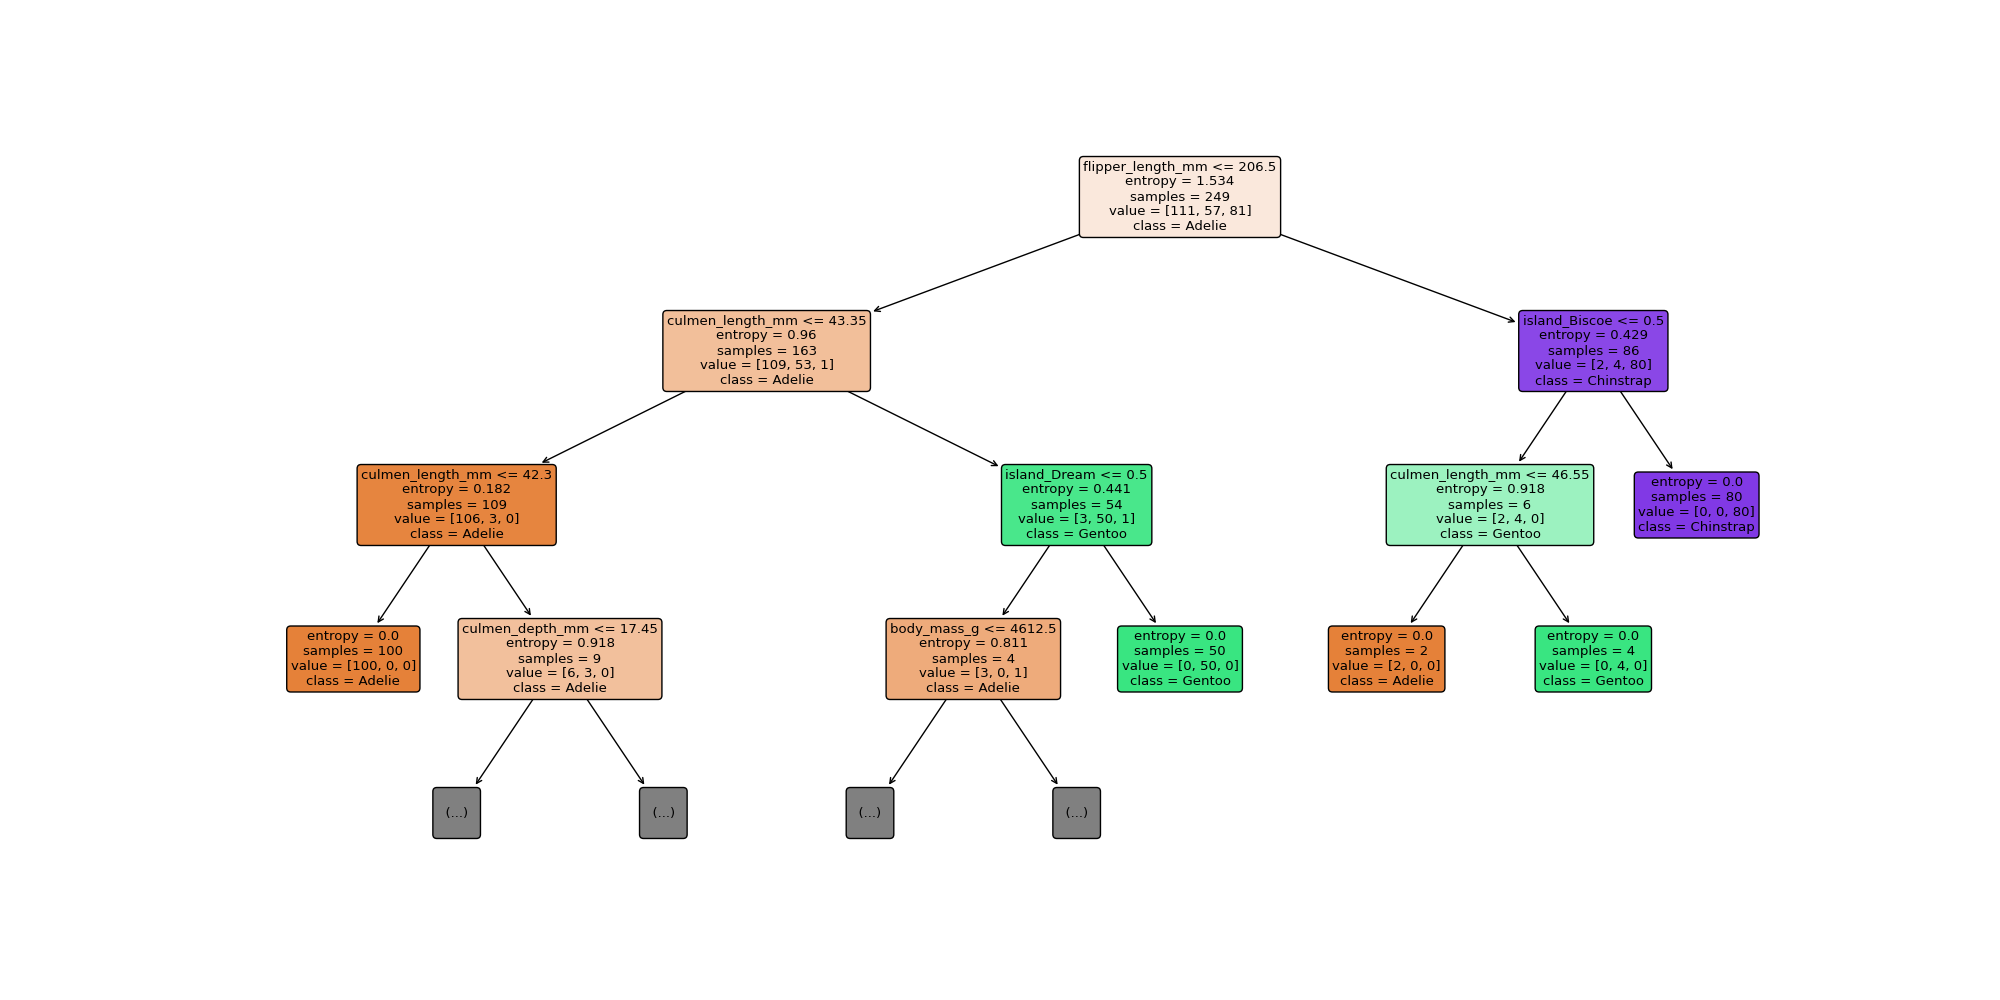 flipper_length_mm <= 206.5
entropy = 1.534
samples = 249
value = [111, 57, 81]
class = Adelie
culmen_length_mm <= 43.35
entropy = 0.96
samples = 163
value = [109, 53, 1]
class = Adelie
island_Biscoe <= 0.5
entropy = 0.429
samples = 86
value = [2, 4, 80]
class = Chinstrap
culmen_length_mm <= 42.3
entropy = 0.182
samples = 109
value = [106, 3, 0]
class = Adelie
island_Dream <= 0.5
entropy = 0.441
samples = 54
value = [3, 50, 1]
class = Gentoo
culmen_length_mm <= 46.55
entropy = 0.918
samples = 6
value = [2, 4, 0]
class = Gentoo
entropy = 0.0
samples = 80
value = [0, 0, 80]
class = Chinstrap
entropy = 0.0
samples = 100
value = [100, 0, 0]
class = Adelie
culmen_depth_mm <= 17.45
entropy = 0.918
samples = 9
value = [6, 3, 0]
class = Adelie
body_mass_g <= 4612.5
entropy = 0.811
samples = 4
value = [3, 0, 1]
class = Adelie
entropy = 0.0
samples = 50
value = [0, 50, 0]
class = Gentoo
entropy = 0.0
samples = 2
value = [2, 0, 0]
class = Adelie
entropy = 0.0
samples = 4
value = [0, 4, 0]
class = Gentoo
(...)
(...)
(...)
(...)